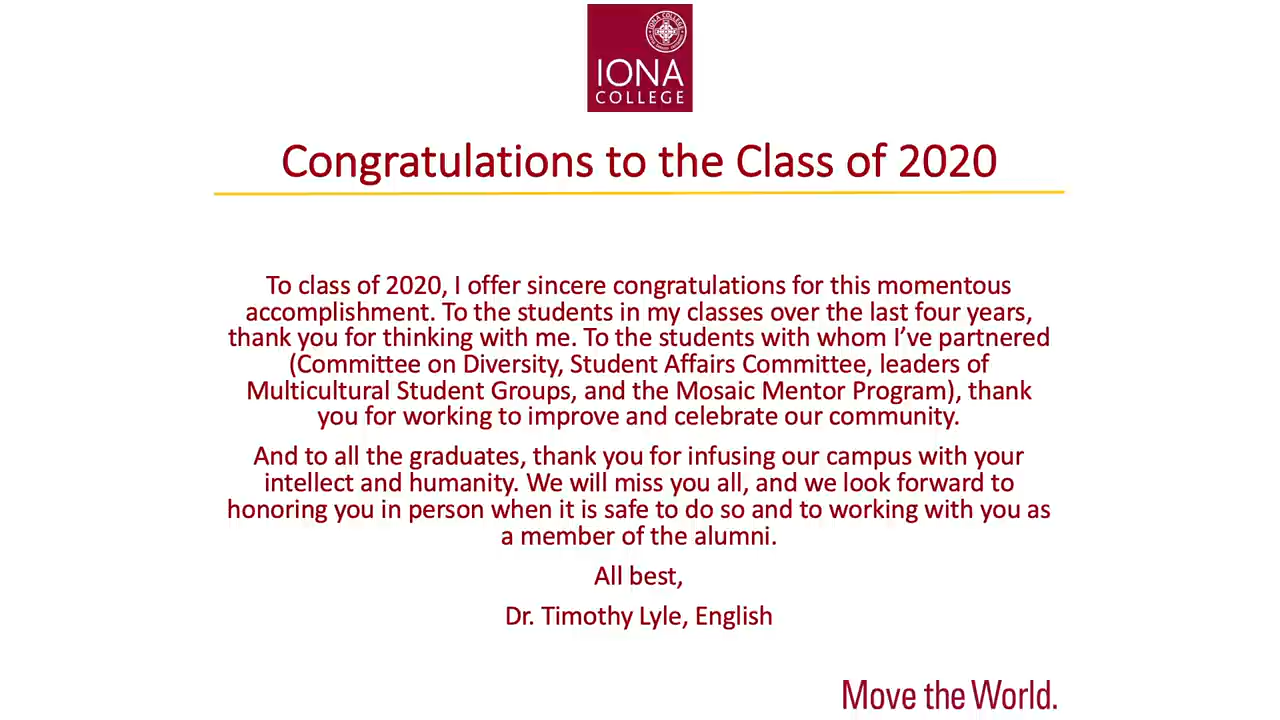 IONA COLLEGE
IONA
COLLEGE
Congratulations to the Class of 2020
To class of 2020, I offer sincere congratulations for this momentous
accomplishment. To the students in my classes over the last four years,
thank you for thinking with me. To the students with whom I’ve partnered
(Committee on Diversity, Student Affairs Committee, leaders of
Multicultural Student Groups, and the Mosaic Mentor Program), thank
you for working to improve and celebrate our community.
And to all the graduates, thank you for infusing our campus with your
intellect and humanity. We will miss you all, and we look forward to
honoring you in person when it is safe to do so and to working with you as
a member of the alumni.
All best,
Dr. Timothy Lyle, English
Move the World.